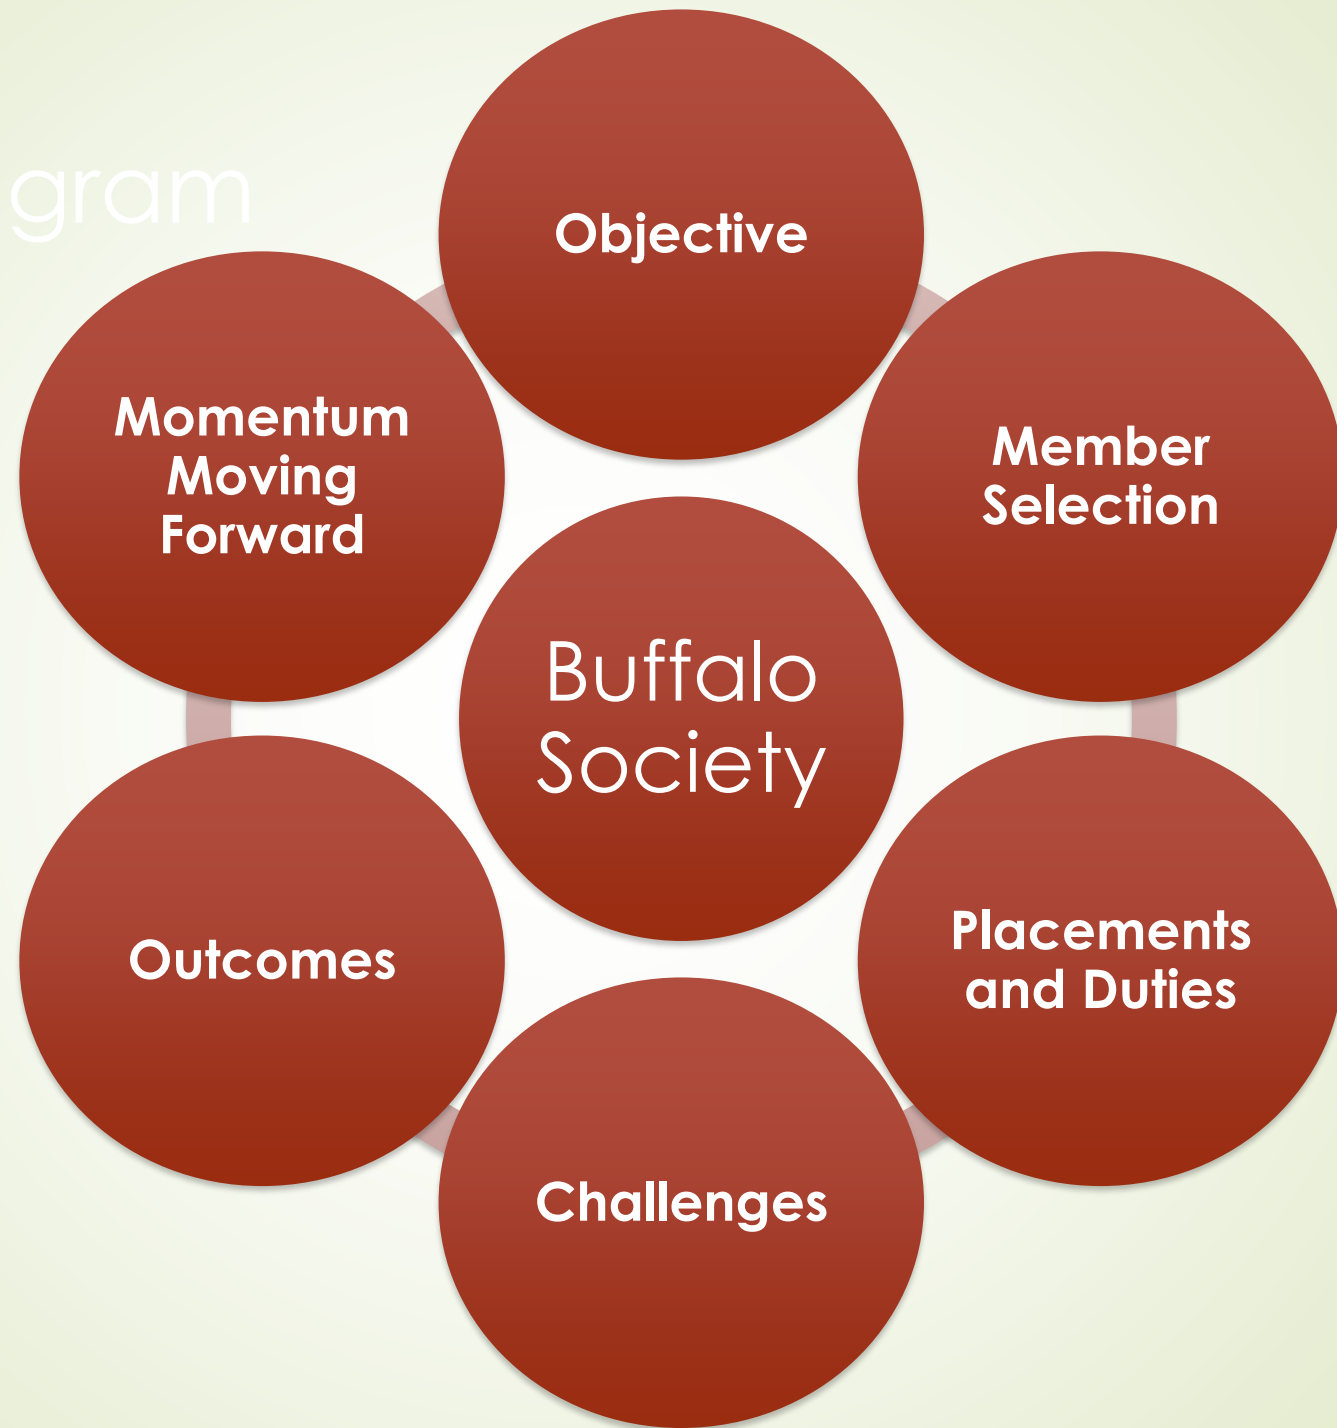 gram
Objective
Member
Selection
Placements
and Duties
Challenges
Outcomes
Momentum
Moving
Forward
Buffalo
Society